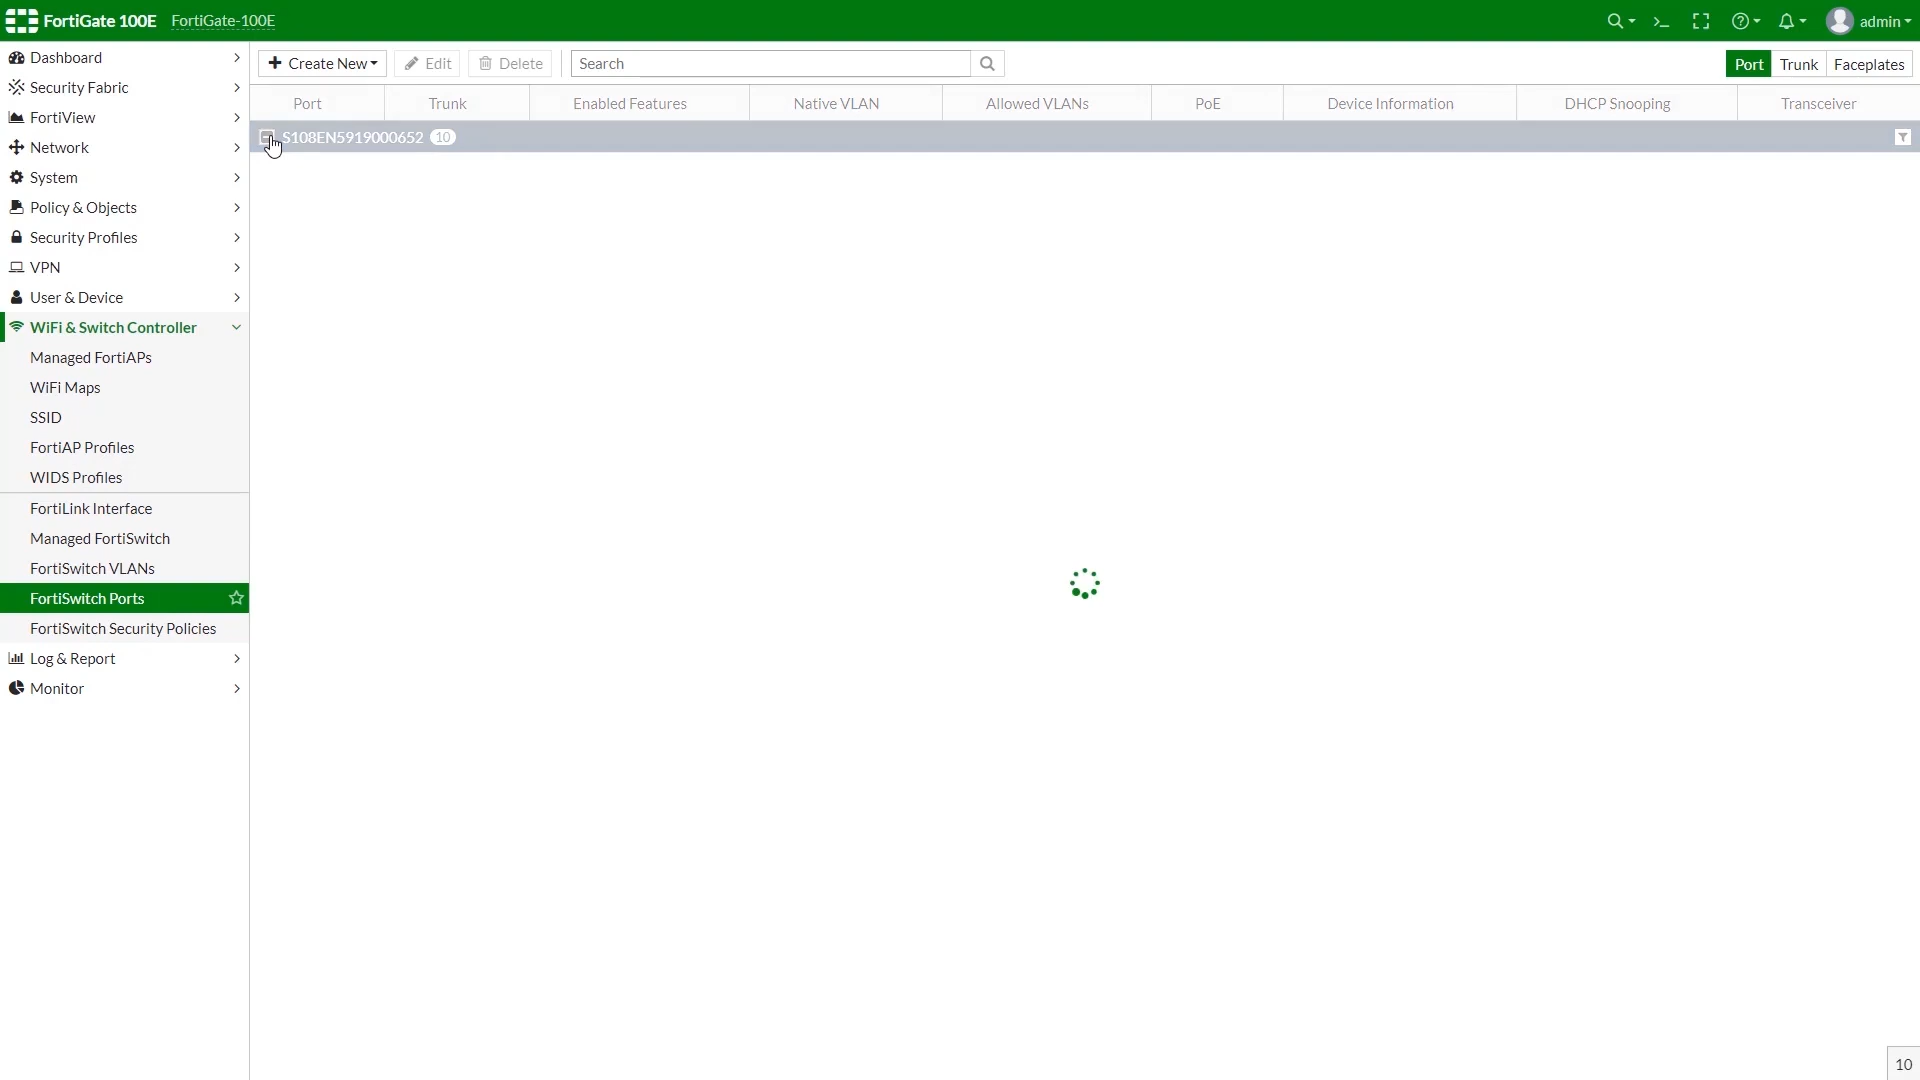 FortiGate 100E FortiGate-100E admin
Dashboard
Security Fabric
FortiView
Network
System
Policy & Objects
Security Profiles
VPN
User & Device
WiFi & Switch Controller
Managed FortiAPs
WiFi Maps
SSID
FortiAP Profiles
WIDS Profiles
FortiLink Interface
Managed FortiSwitch
FortiSwitch VLANs
FortiSwitch Ports
FortiSwitch Security Policies
Log & Report
Monitor
Create New Edit Delete Search Port Trunk Faceplates
Port Trunk Enabled Features Native VLAN Allowed VLANs PoE Device Information DHCP Snooping Transceiver
S108EN5919000652 10
10